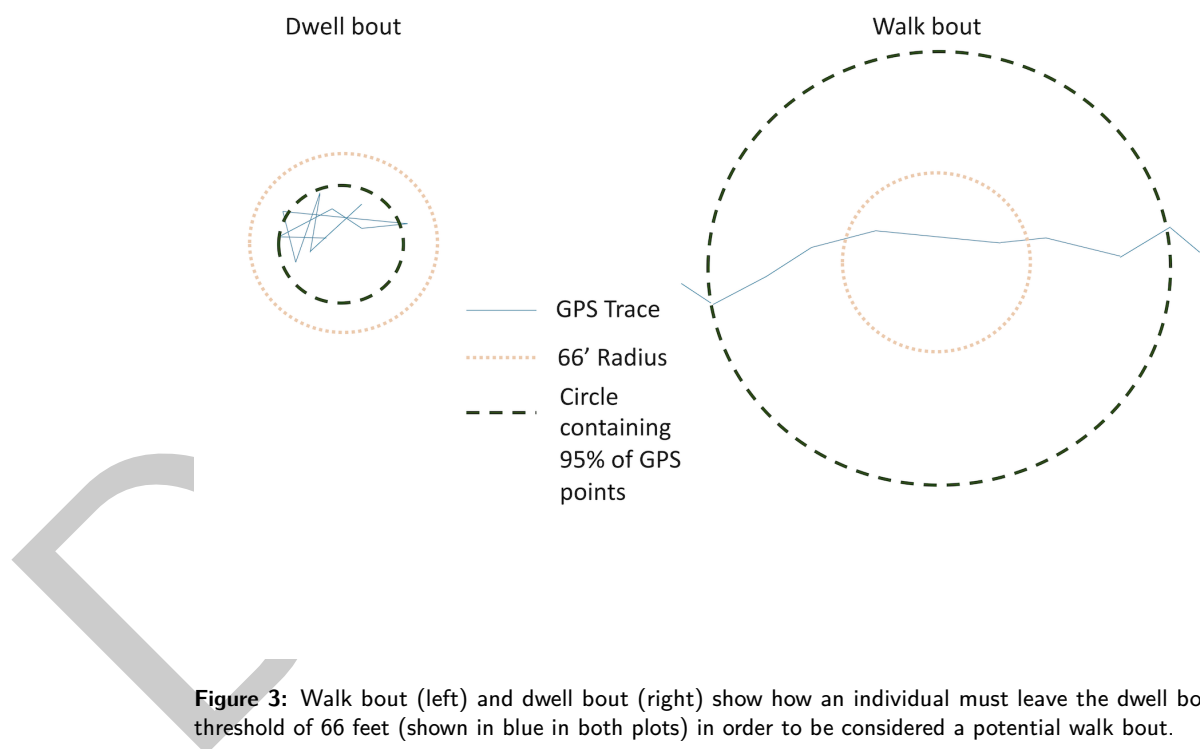 Dwell bout
Walk bout
GPS Trace
66' Radius
Circle
containing
95% of GPS
points
Figure 3: Walk bout (left) and dwell bout (right) show how an individual must leave the dwell bo
threshold of 66 feet (shown in blue in both plots) in order to be considered a potential walk bout.